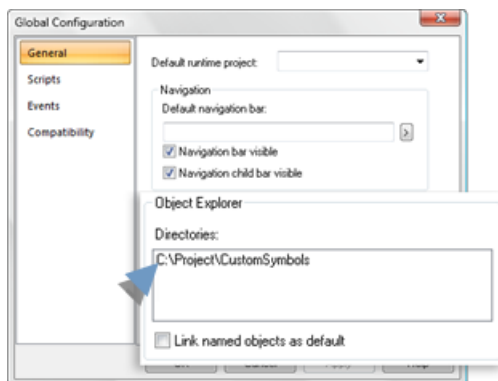 Global Configuration
General
Scripts
Events
Compatibility
Default runtime project:
Navigation
Default navigation bar:
>
Navigation bar visible
Navigation child bar visible
Object Explorer
Directories:
C:\Project\CustomSymbols
Link named objects as default